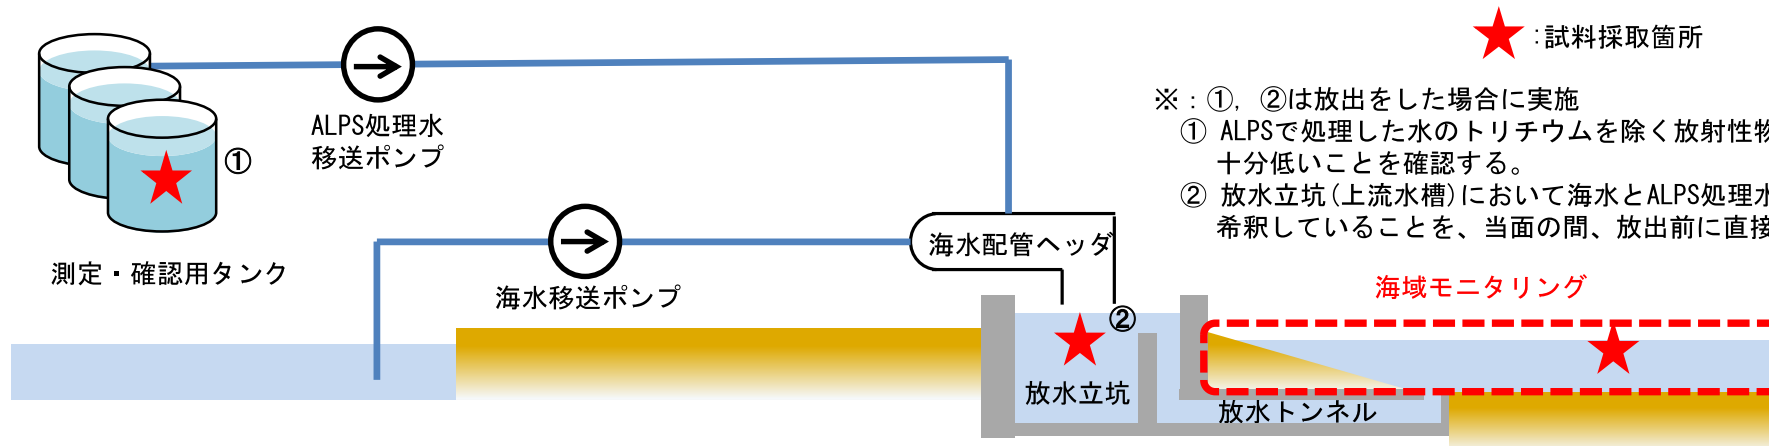 ：試料採取箇所
※：①，②は放出をした場合に実施
① ALPSで処理した水のトリチウムを除く放射性物
十分低いことを確認する。
② 放水立坑(上流水槽)において海水とALPS処理水
希釈していることを、当面の間、放出前に直接
ALPS処理水
移送ポンプ
①
測定・確認用タンク
海水移送ポンプ
海水配管ヘッダ
②
海域モニタリング
放水立坑
放水トンネル